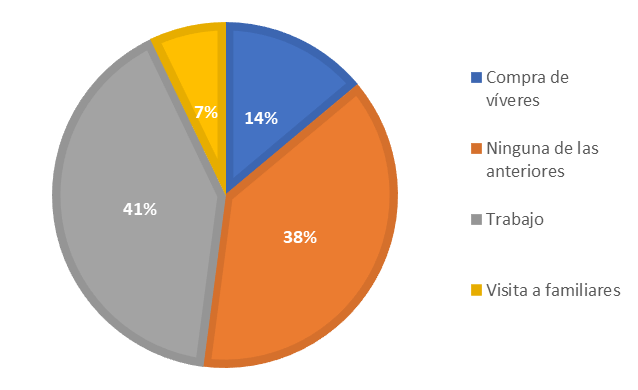 7%
14%
41%
38%
Compra de
víveres
Ninguna de las
anteriores
Trabajo
Visita a familiares